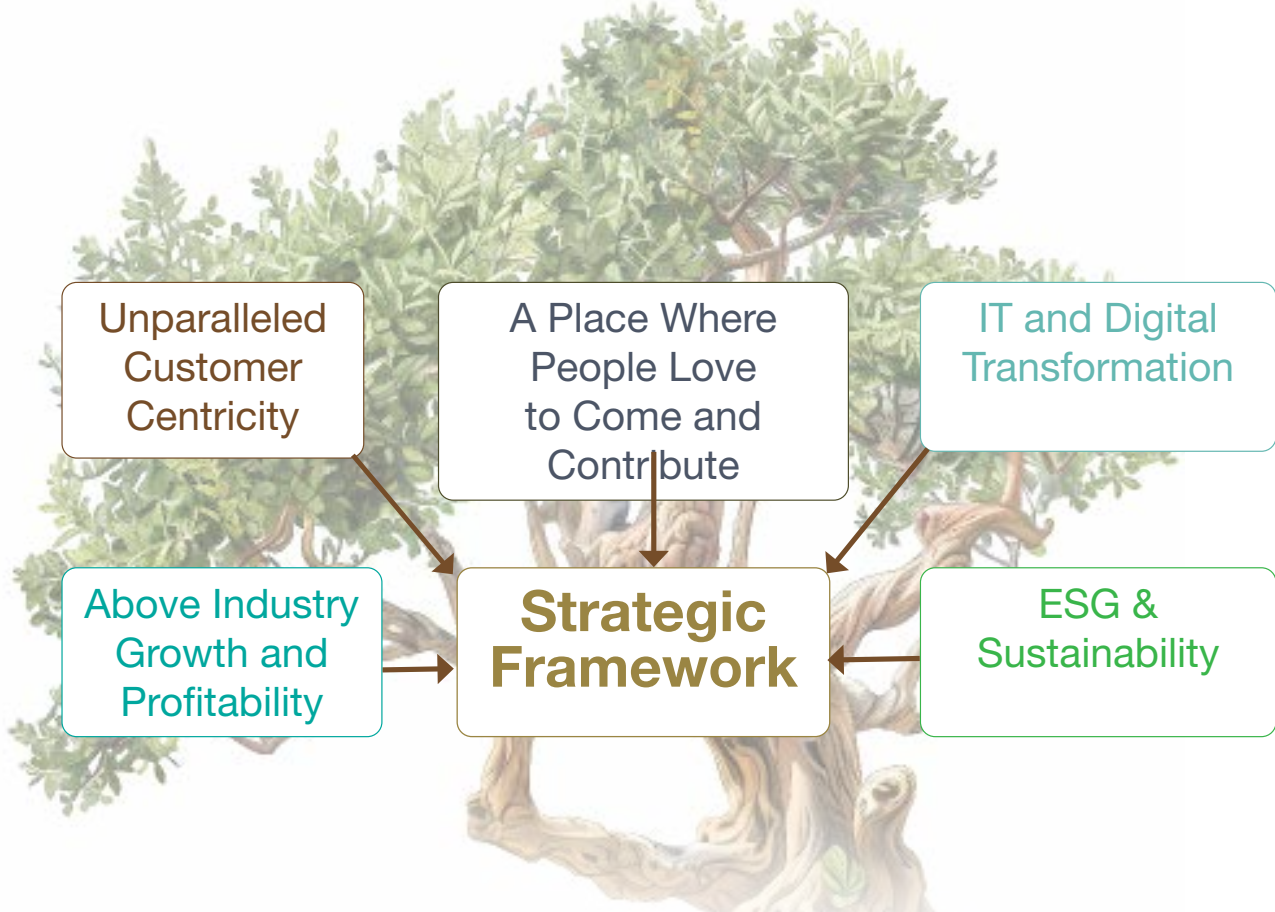 Unparalleled
Customer
Centricity
A Place Where
People Love
to Come and
Contribute
IT and Digital
Transformation
Above Industry
Growth and
Profitability
Strategic
Framework
ESG &
Sustainability